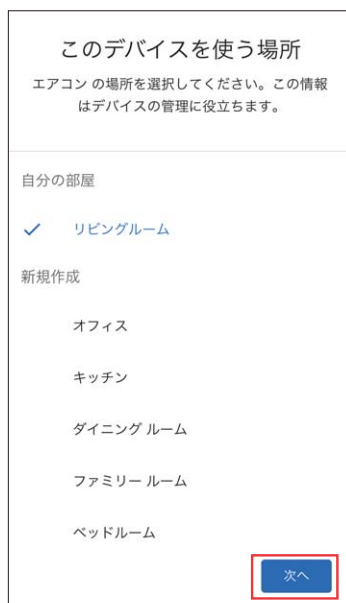 このデバイスを使う場所
エアコン の場所を選択してください。この情報
はデバイスの管理に役立ちます。
自分の部屋
リビングルーム
新規作成
オフィス
キッチン
ダイニング ルーム
ファミリー ルーム
ベッドルーム
次へ